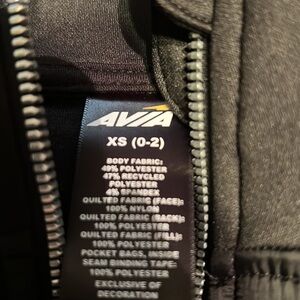 AVIA
XS (0-2)
BODY FABRIC:
49% POLYESTER
47% RECYCLED
POLYESTER
4% SPANDEX
QUILTED FABRIC (FACE):
100% NYLON
QUILTED FABRIC (BACK):
100% POLYESTER
QUILTED FABRIC (FILL):
100% POLYESTER
POCKET BAGS, INSIDE
SEAM BINDING TAPE:
100% POLYESTER
EXCLUSIVE OF
DECORATION